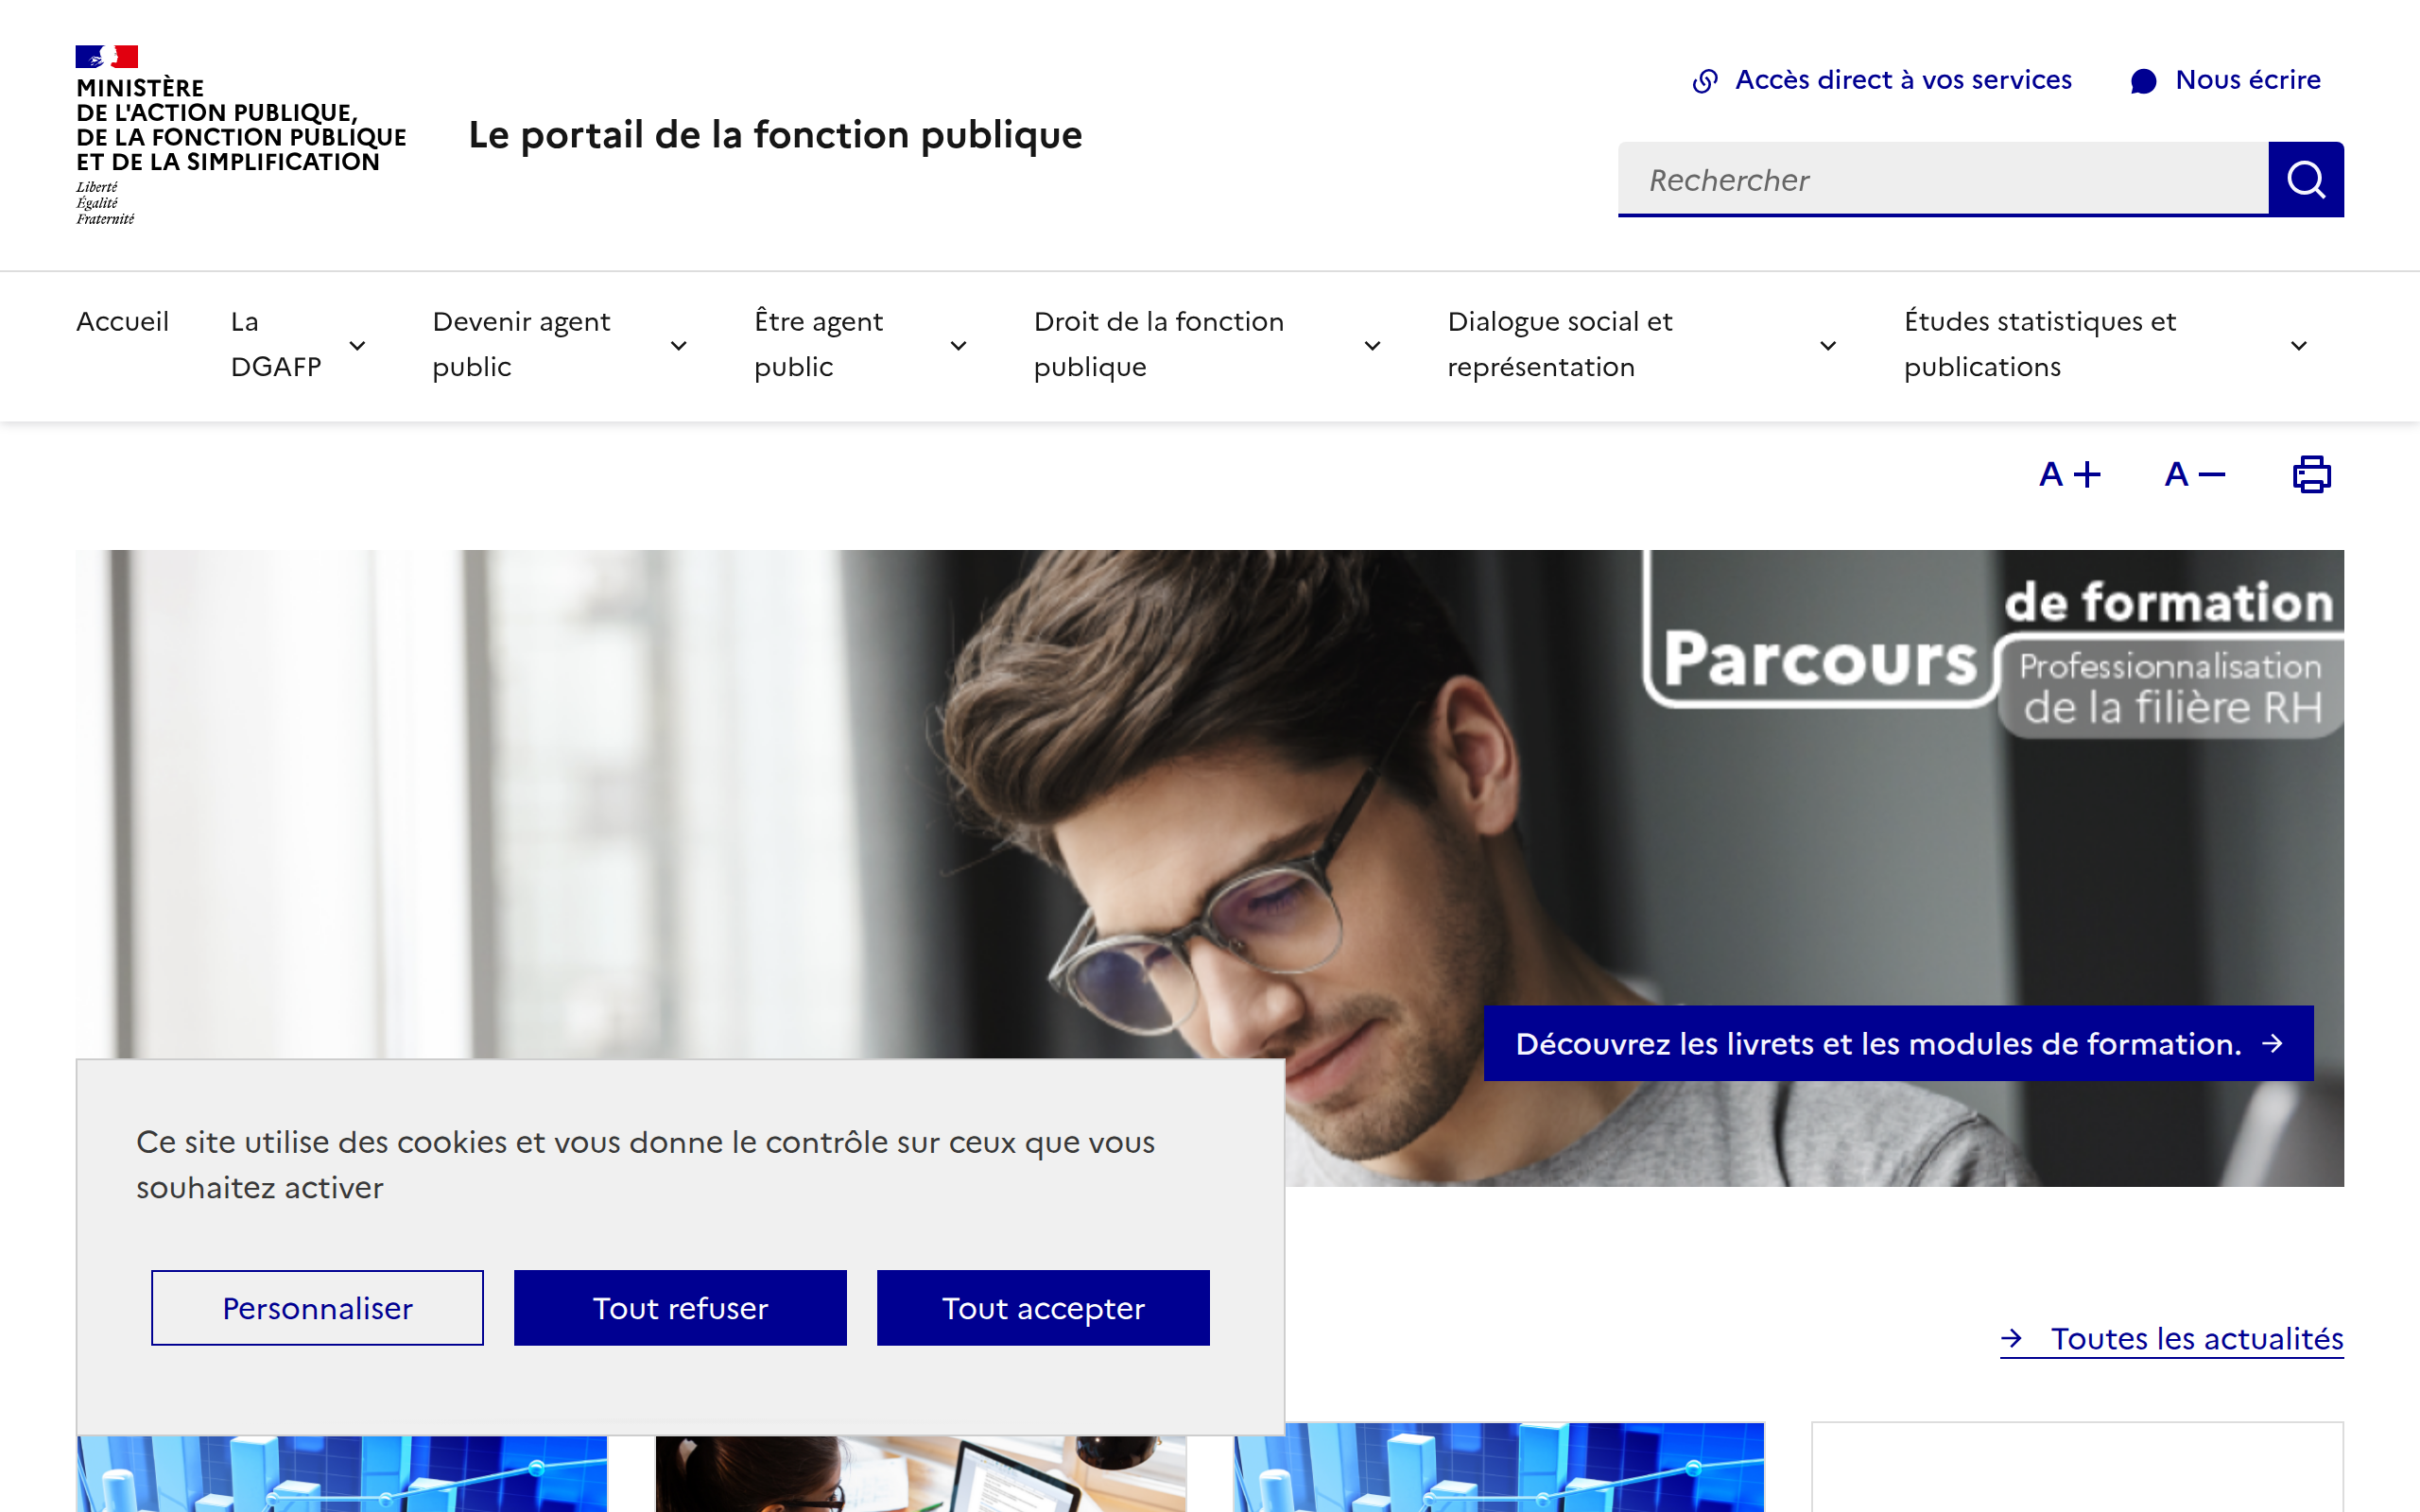 MINISTÈRE
DE L'ACTION PUBLIQUE,
DE LA FONCTION PUBLIQUE
ET DE LA SIMPLIFICATION
Liberté
Égalité
Fraternité
Le portail de la fonction publique
Accès direct à vos services
Nous écrire
Rechercher
Accueil
La
DGAFP
Devenir agent
public
Être agent
public
Droit de la fonction
publique
Dialogue social et
représentation
Études statistiques et
publications
A +
A −
de formation
Parcours
Professionnalisation
de la filière RH
Découvrez les livrets et les modules de formation.
Ce site utilise des cookies et vous donne le contrôle sur ceux que vous
souhaitez activer
Personnaliser
Tout refuser
Tout accepter
Toutes les actualités